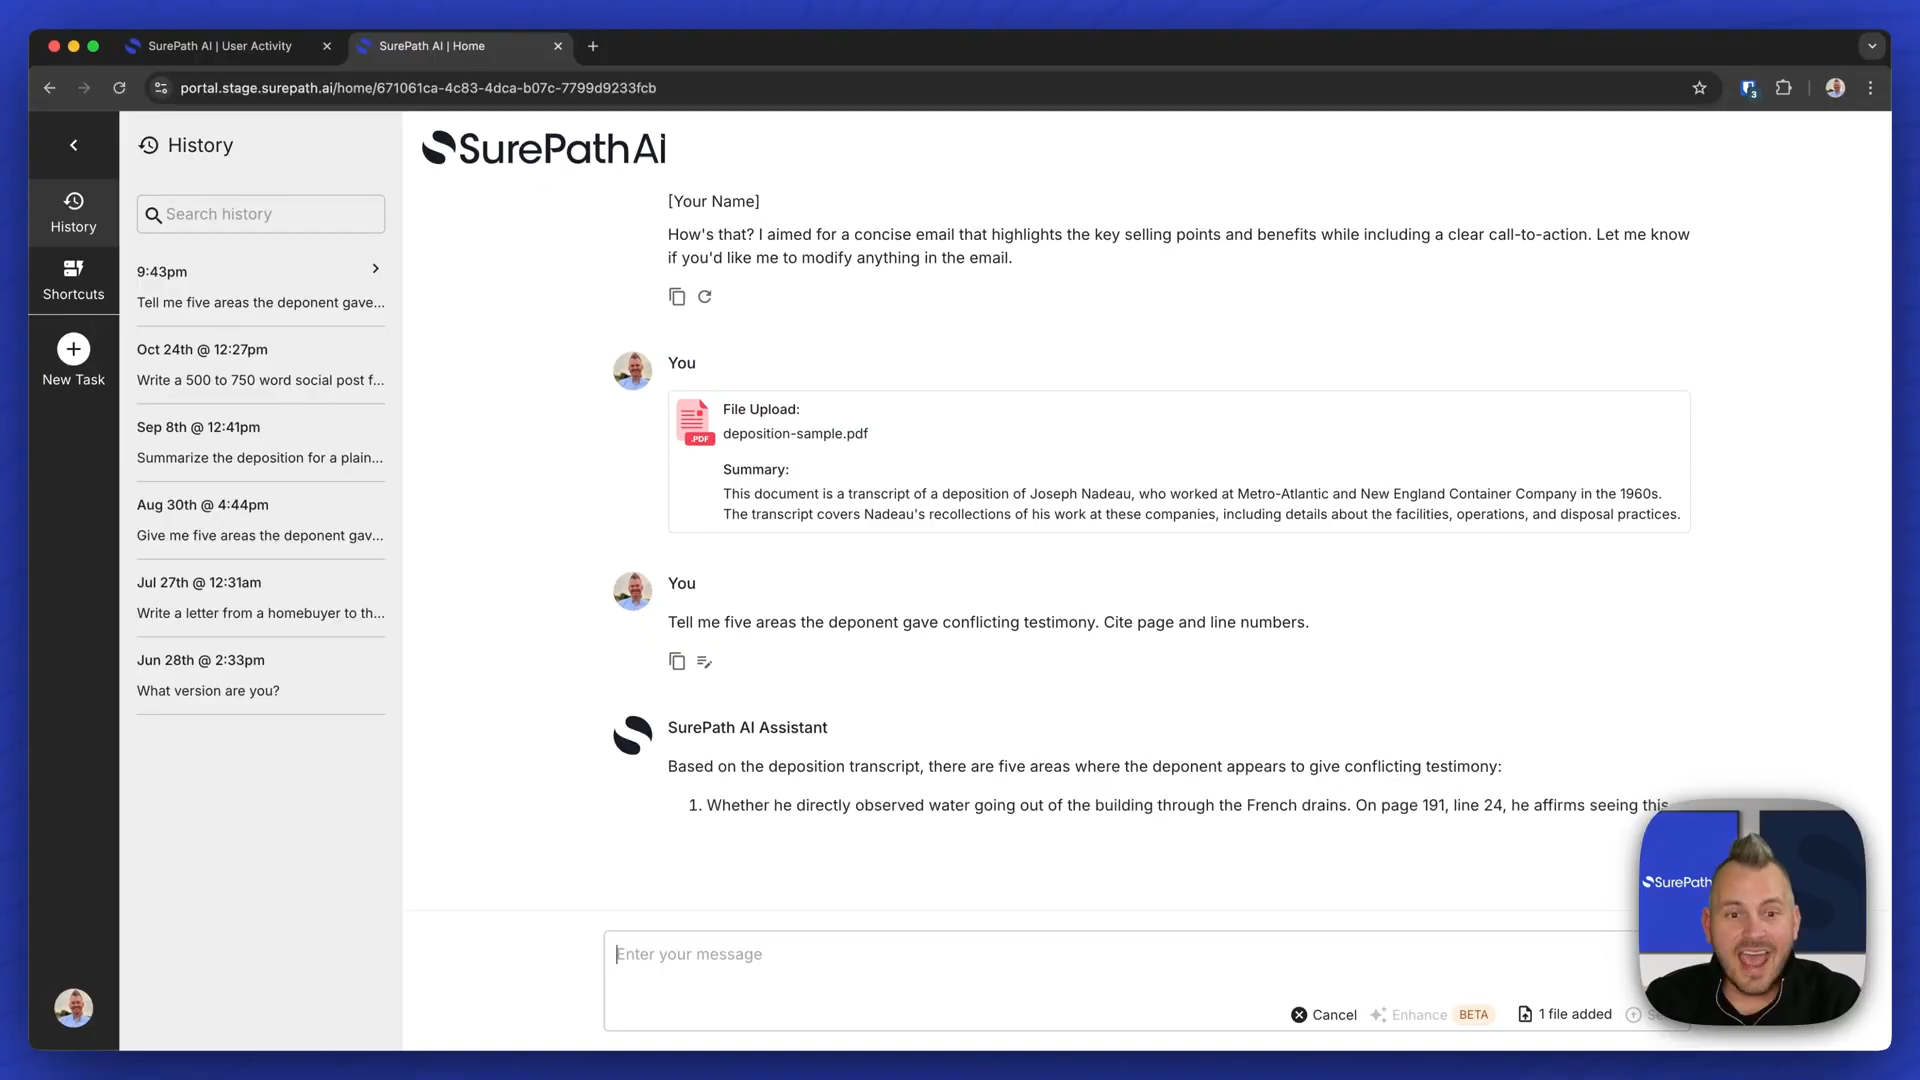 SurePath AI | User Activity
SurePath AI | Home
portal.stage.surepath.ai/home/671061ca-4c83-4dca-b07c-7799d9233fcb
3
History
Shortcuts
New Task
History
Search history
9:43pm
Tell me five areas the deponent gave...
Oct 24th @ 12:27pm
Write a 500 to 750 word social post f...
Sep 8th @ 12:41pm
Summarize the deposition for a plain...
Aug 30th @ 4:44pm
Give me five areas the deponent gav...
Jul 27th @ 12:31am
Write a letter from a homebuyer to th...
Jun 28th @ 2:33pm
What version are you?
SurePath AI
[Your Name]
How's that? I aimed for a concise email that highlights the key selling points and benefits while including a clear call-to-action. Let me know
if you'd like me to modify anything in the email.
You
File Upload:
.PDF
deposition-sample.pdf
Summary:
This document is a transcript of a deposition of Joseph Nadeau, who worked at Metro-Atlantic and New England Container Company in the 1960s.
The transcript covers Nadeau's recollections of his work at these companies, including details about the facilities, operations, and disposal practices.
You
Tell me five areas the deponent gave conflicting testimony. Cite page and line numbers.
SurePath AI Assistant
Based on the deposition transcript, there are five areas where the deponent appears to give conflicting testimony:
1. Whether he directly observed water going out of the building through the French drains. On page 191, line 24, he affirms seeing this
SurePath
Enter your message
Cancel
Enhance BETA
1 file added